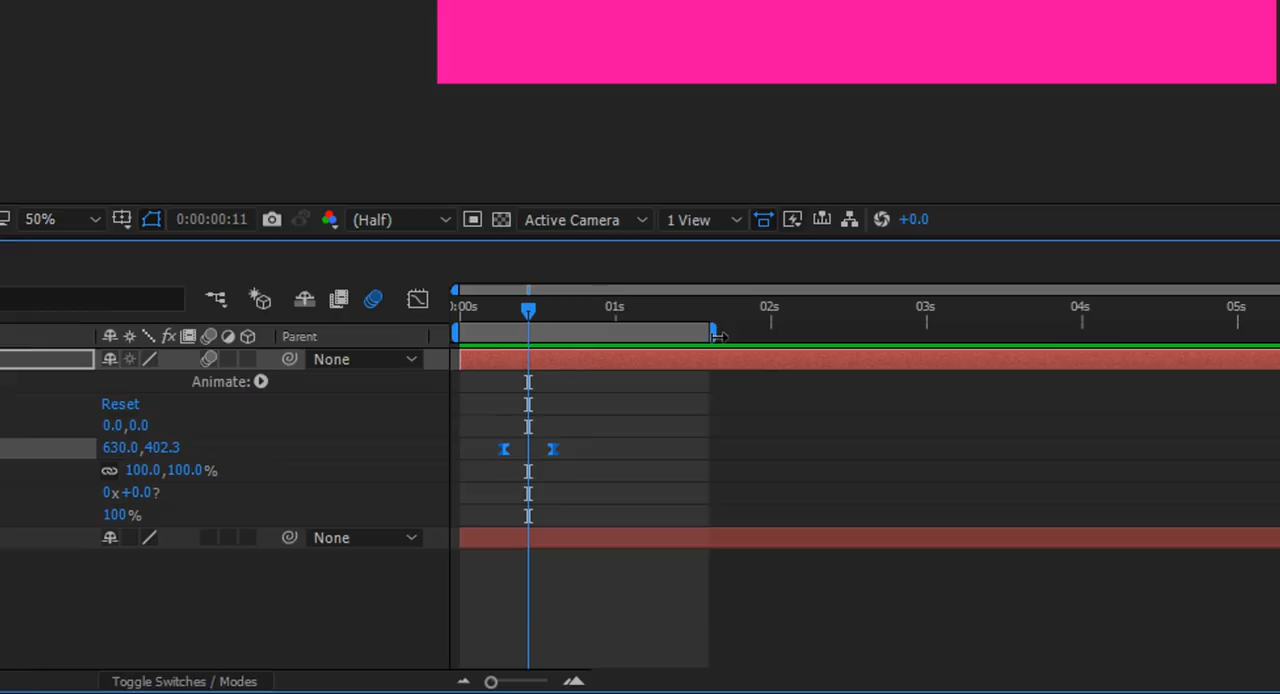 50% 0:00:00:11 (Half) Active Camera 1 View +0.0
:00s 01s 02s 03s 04s 05s
fx Parent
None
Animate:
Reset
0.0,0.0
630.0,402.3
100.0,100.0%
0x+0.0?
100%
None
Toggle Switches / Modes